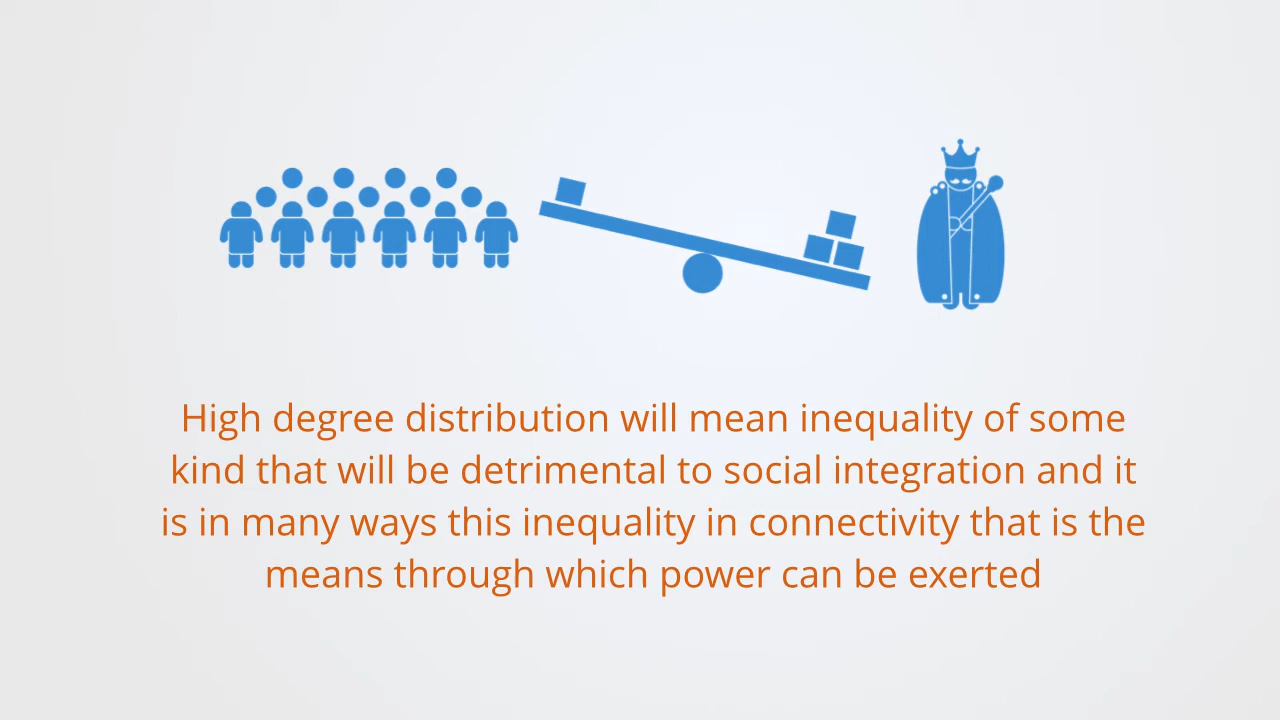 High degree distribution will mean inequality of some
kind that will be detrimental to social integration and it
is in many ways this inequality in connectivity that is the
means through which power can be exerted